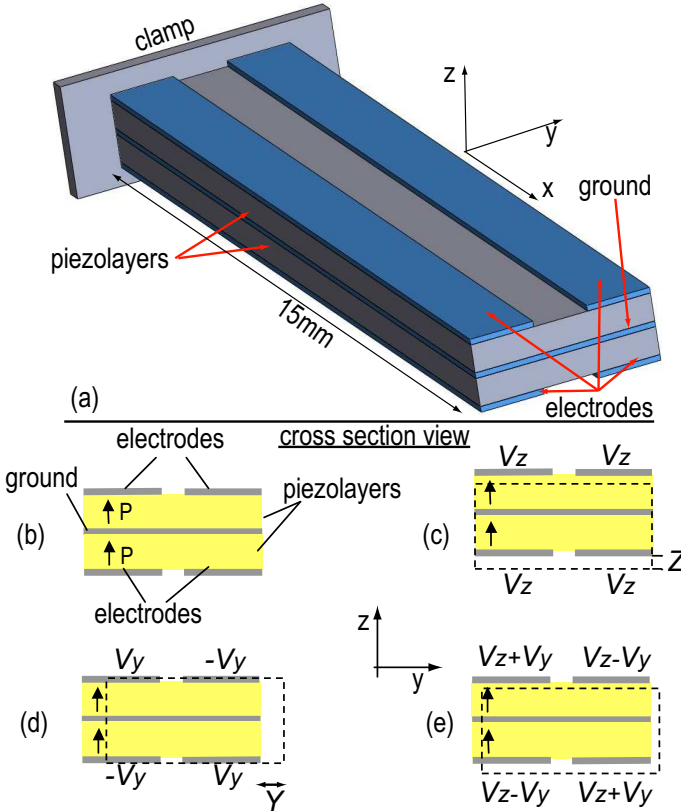 clamp
z
y
x
ground
piezolayers
15mm
(a)
electrodes
cross section view
electrodes
ground
piezolayers
P
P
(b)
electrodes
Vz Vz
(c)
Z
Vz Vz
z
y
Vy -Vy
(d)
-Vy Vy
Y
Vz+Vy Vz-Vy
(e)
Vz-Vy Vz+Vy